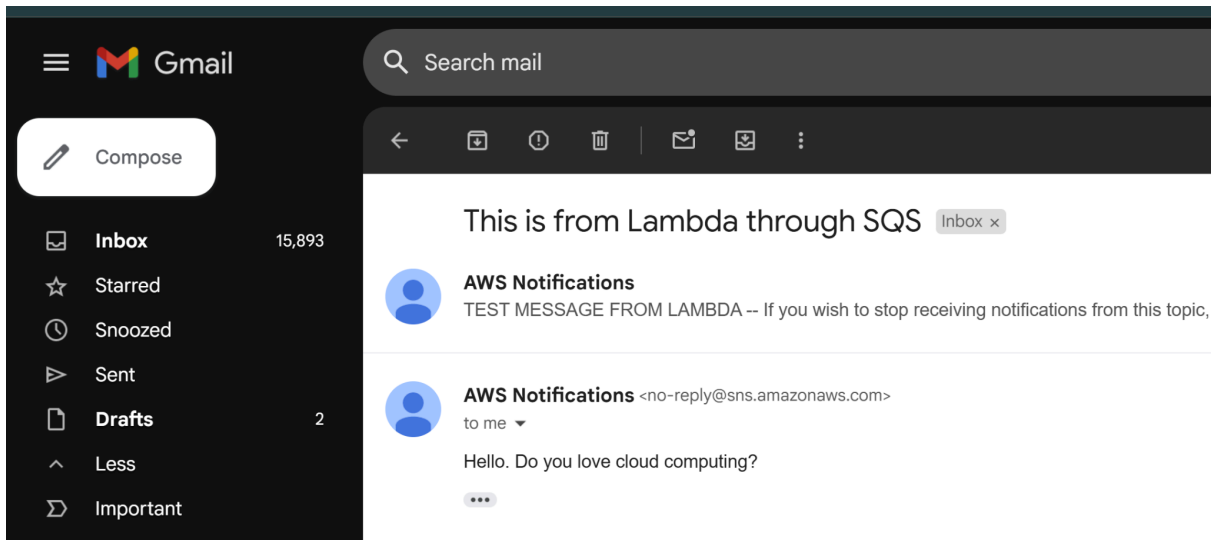 Gmail
Search mail
Compose
Inbox 15,893
Starred
Snoozed
Sent
Drafts 2
Less
Important
This is from Lambda through SQS Inbox ×
AWS Notifications
TEST MESSAGE FROM LAMBDA -- If you wish to stop receiving notifications from this topic,
AWS Notifications <no-reply@sns.amazonaws.com>
to me
Hello. Do you love cloud computing?